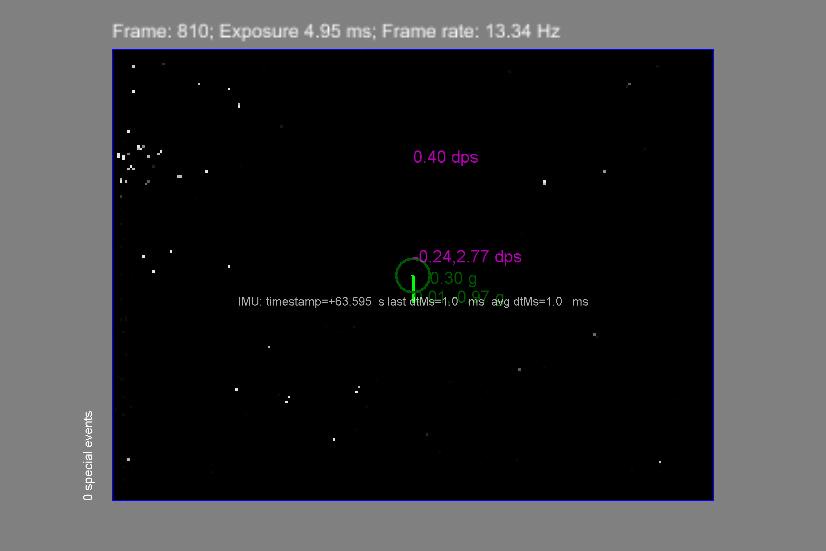 Frame: 810; Exposure 4.95 ms; Frame rate: 13.34 Hz
0.40 dps
-0.24,2.77 dps
0.30 g
0.97 g
IMU: timestamp=+63.595 s last dtMs=1.0 ms avg dtMs=1.0 ms
0 special events